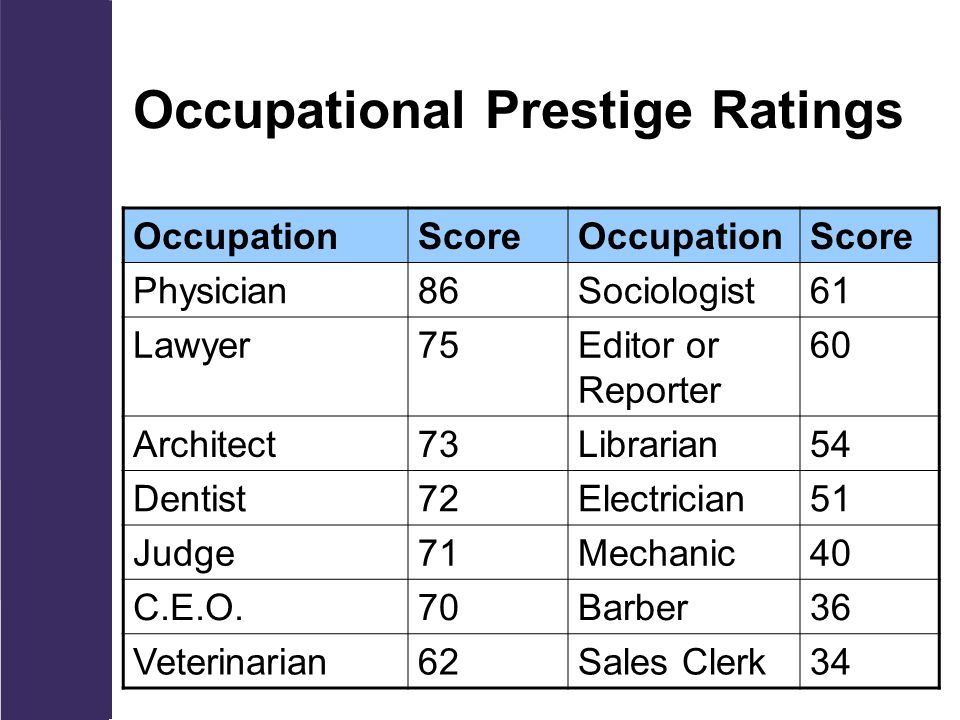 Occupational Prestige Ratings
Occupation Score Occupation Score
Physician 86 Sociologist 61
Lawyer 75 Editor or 60
Reporter
Architect 73 Librarian 54
Dentist 72 Electrician 51
Judge 71 Mechanic 40
C.E.O. 70 Barber 36
Veterinarian 62 Sales Clerk 34